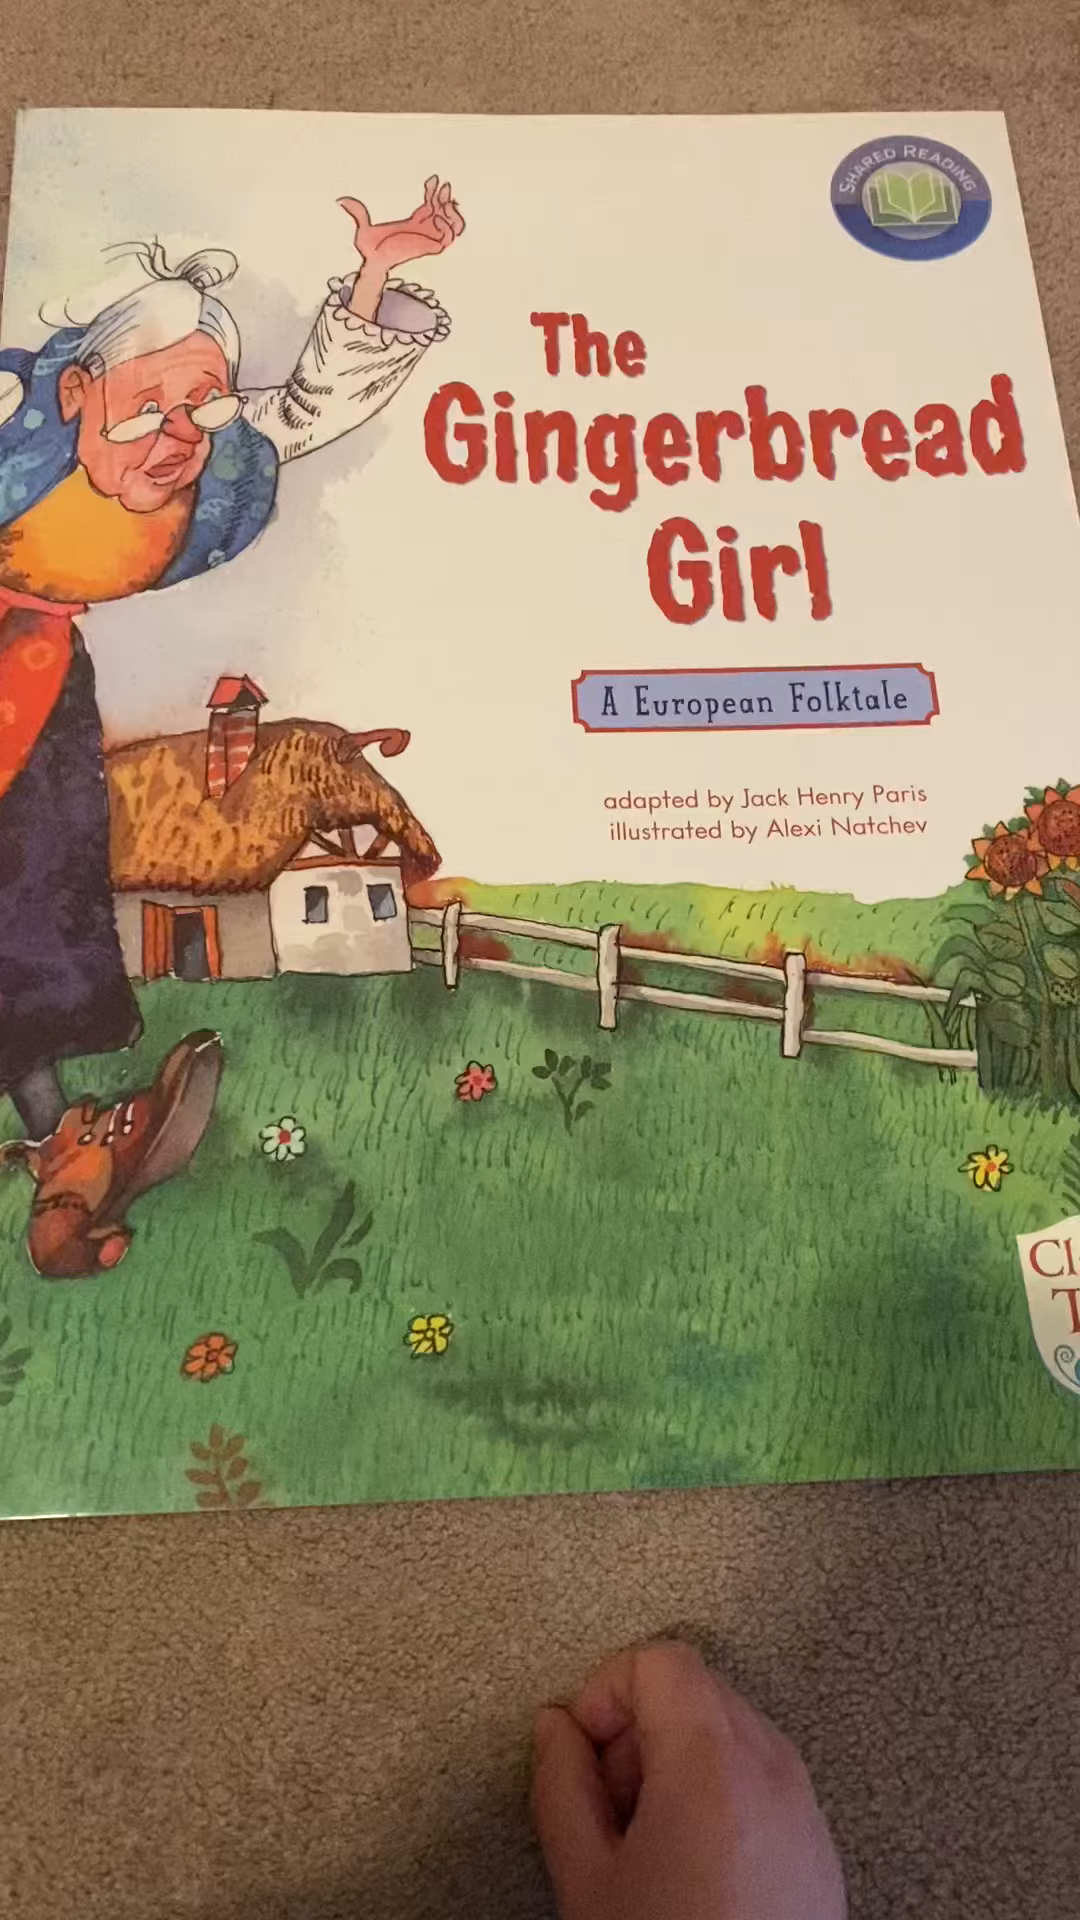 SHARED READING
The
Gingerbread
Girl
A European Folktale
adapted by Jack Henry Paris
illustrated by Alexi Natchev